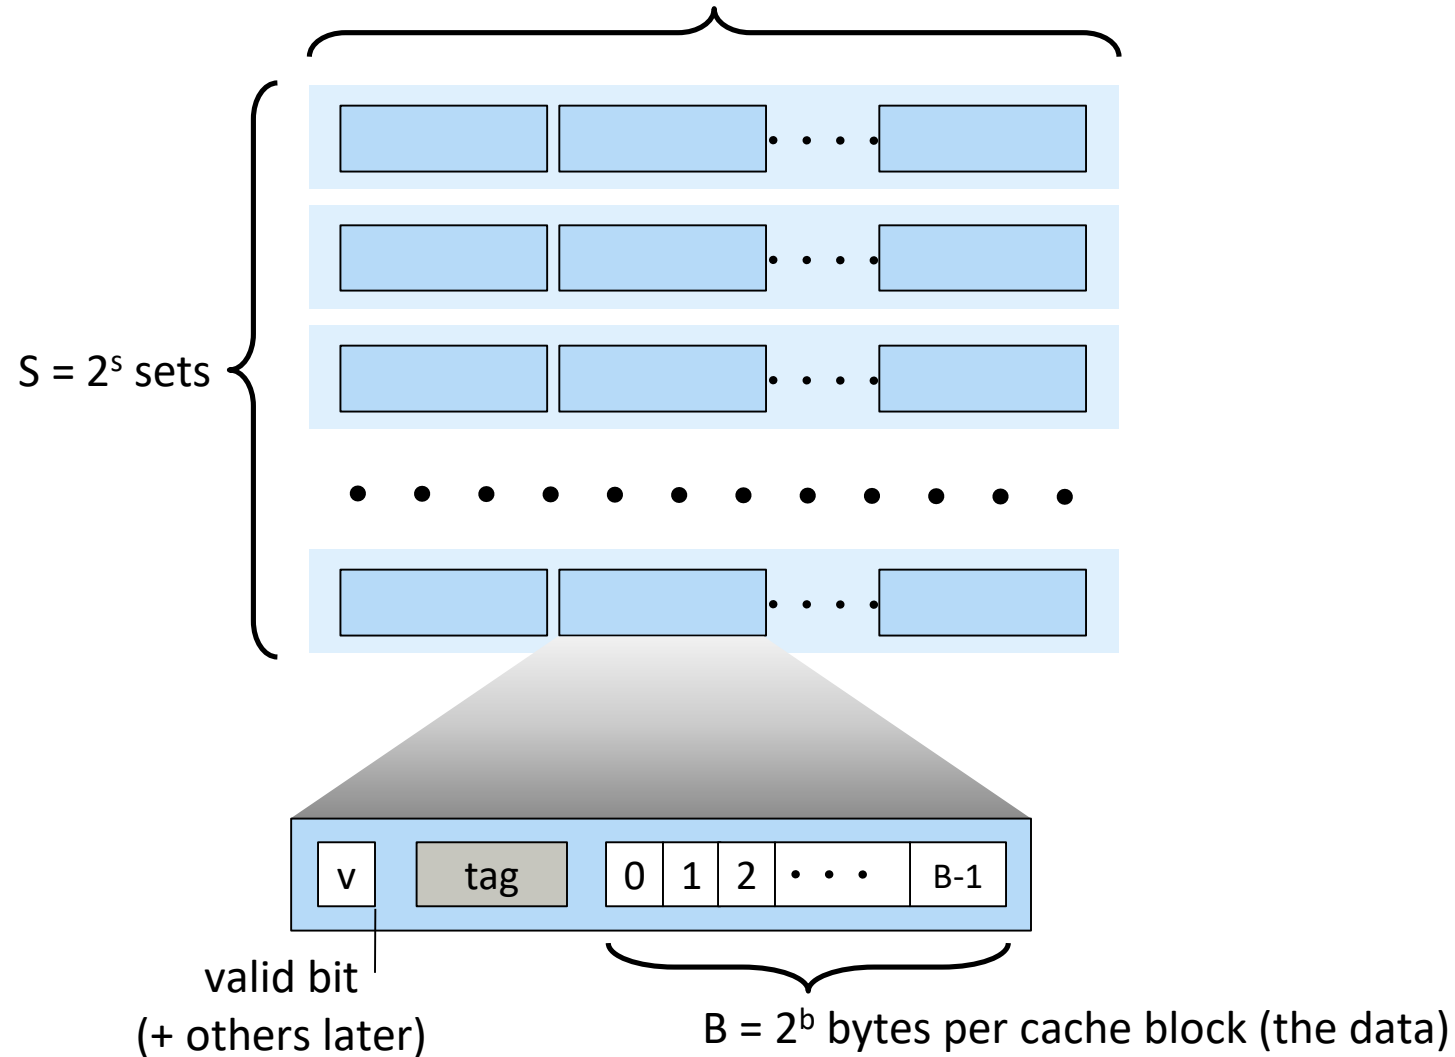 S = 2ˢ sets
v tag 0 1 2 • • • B-1
valid bit
(+ others later)
B = 2ᵇ bytes per cache block (the data)